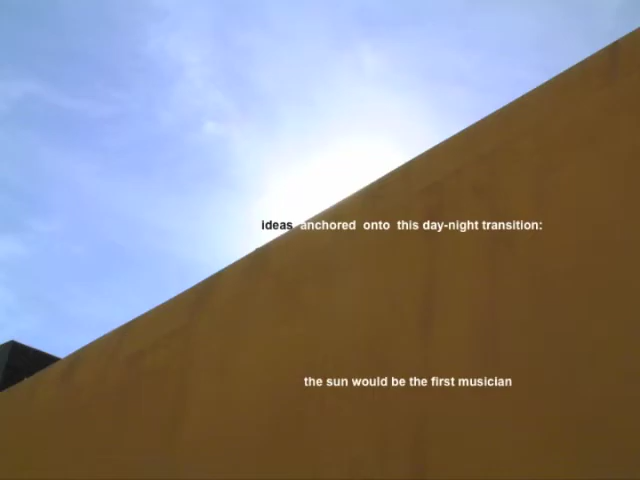 ideas anchored onto this day-night transition:
the sun would be the first musician